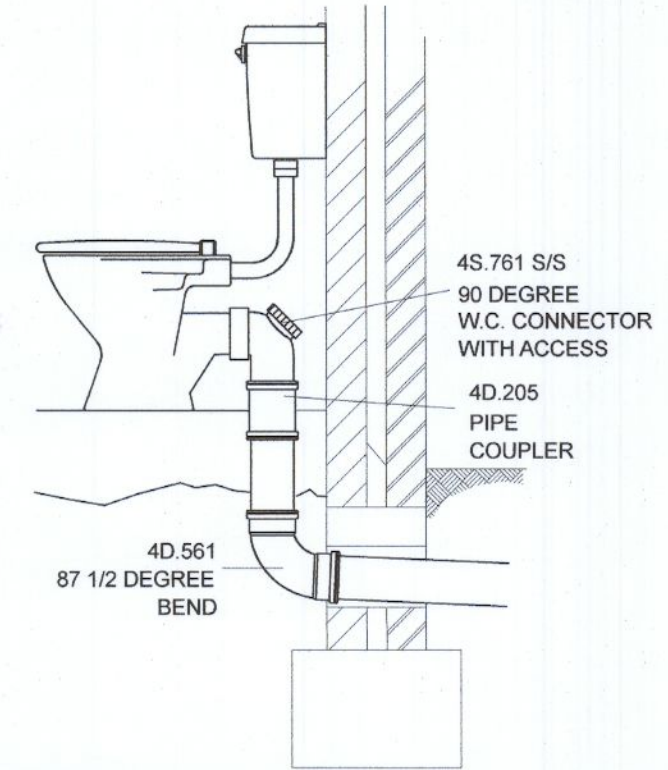 4S.761 S/S
90 DEGREE
W.C. CONNECTOR
WITH ACCESS
4D.205
PIPE
COUPLER
4D.561
87 1/2 DEGREE
BEND